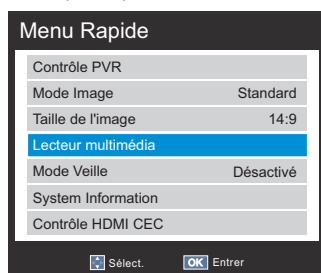 Menu Rapide
Contrôle PVR
Mode Image Standard
Taille de l'image 14:9
Lecteur multimédia
Mode Veille Désactivé
System Information
Contrôle HDMI CEC
Sélect. OK Entrer